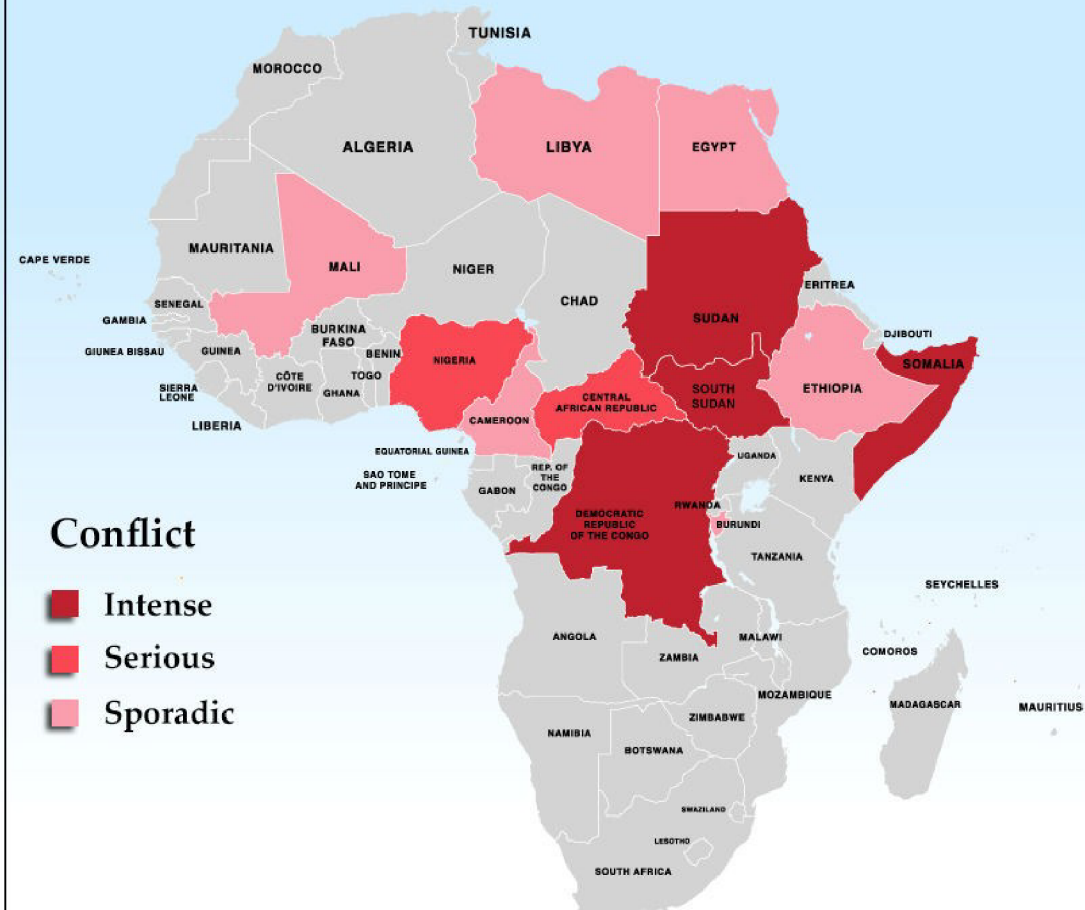 TUNISIA
MOROCCO
ALGERIA
LIBYA
EGYPT
MAURITANIA
CAPE VERDE
MALI
NIGER
CHAD
ERITREA
SENEGAL
GAMBIA
SUDAN
DJIBOUTI
BURKINA
FASO
GIUNEA BISSAU
GUINEA
BENIN
NIGERIA
SOMALIA
CÔTE
D'IVOIRE
TOGO
GHANA
SIERRA
LEONE
SOUTH
SUDAN
ETHIOPIA
CENTRAL
AFRICAN REPUBLIC
LIBERIA
CAMEROON
EQUATORIAL GUINEA
UGANDA
SAO TOME
AND PRINCIPE
REP. OF
THE
CONGO
GABON
KENYA
RWANDA
DEMOCRATIC
REPUBLIC
OF THE CONGO
BURUNDI
TANZANIA
Conflict
Intense
Serious
Sporadic
SEYCHELLES
ANGOLA
MALAWI
COMOROS
ZAMBIA
MOZAMBIQUE
MADAGASCAR
MAURITIUS
ZIMBABWE
NAMIBIA
BOTSWANA
SWAZILAND
LESOTHO
SOUTH AFRICA